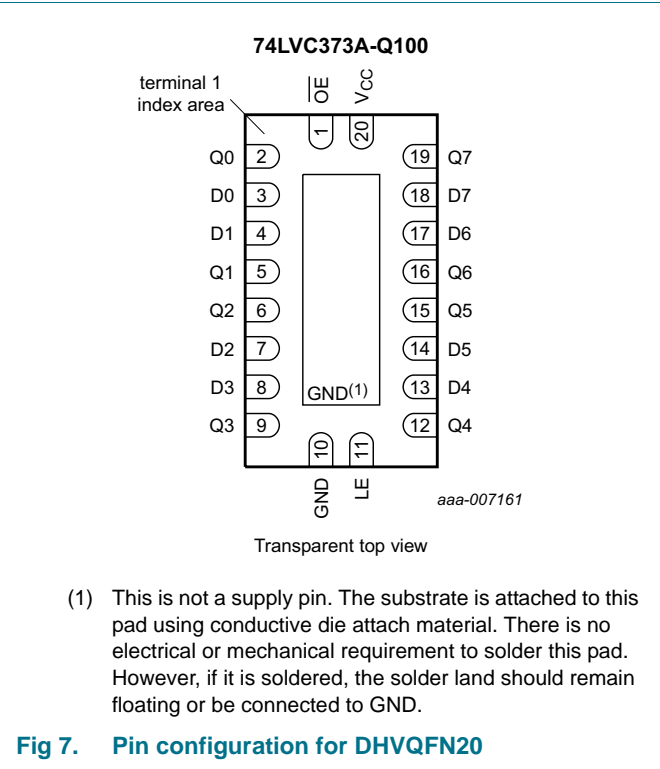 74LVC373A-Q100
terminal 1
index area
OE
VCC
1
20
Q0 2
19 Q7
D0 3
18 D7
D1 4
17 D6
Q1 5
16 Q6
Q2 6
15 Q5
D2 7
14 D5
D3 8
13 D4
GND(1)
Q3 9
12 Q4
10
11
GND
LE
aaa-007161
Transparent top view
(1) This is not a supply pin. The substrate is attached to this
pad using conductive die attach material. There is no
electrical or mechanical requirement to solder this pad.
However, if it is soldered, the solder land should remain
floating or be connected to GND.
Fig 7. Pin configuration for DHVQFN20